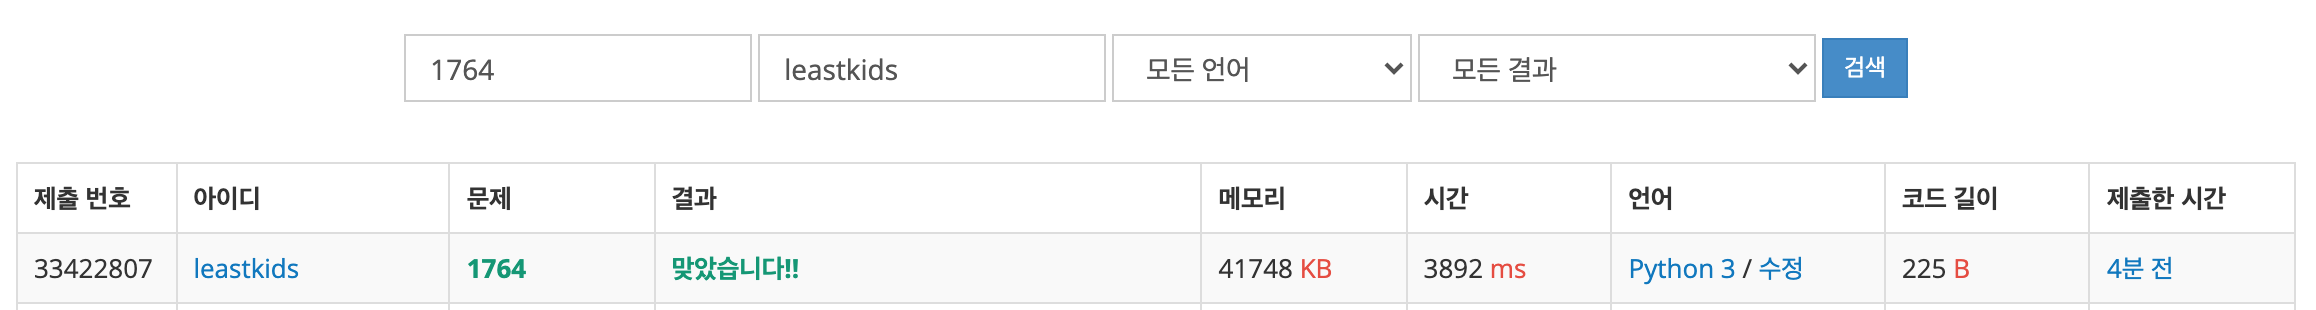 1764 leastkids 모든 언어 모든 결과 검색
제출 번호 아이디 문제 결과 메모리 시간 언어 코드 길이 제출한 시간
33422807 leastkids 1764 맞았습니다!! 41748 KB 3892 ms Python 3 / 수정 225 B 4분 전